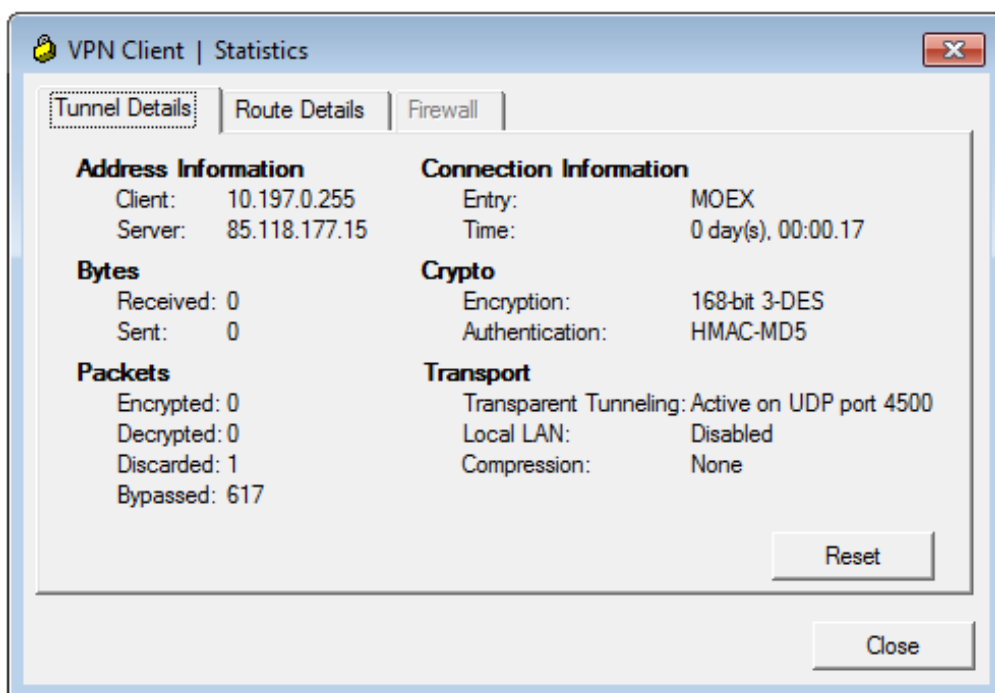 VPN Client | Statistics
Tunnel Details
Route Details
Firewall
Address Information
Client: 10.197.0.255
Server: 85.118.177.15
Connection Information
Entry: MOEX
Time: 0 day(s), 00:00.17
Bytes
Received: 0
Sent: 0
Crypto
Encryption: 168-bit 3-DES
Authentication: HMAC-MD5
Packets
Encrypted: 0
Decrypted: 0
Discarded: 1
Bypassed: 617
Transport
Transparent Tunneling: Active on UDP port 4500
Local LAN: Disabled
Compression: None
Reset
Close